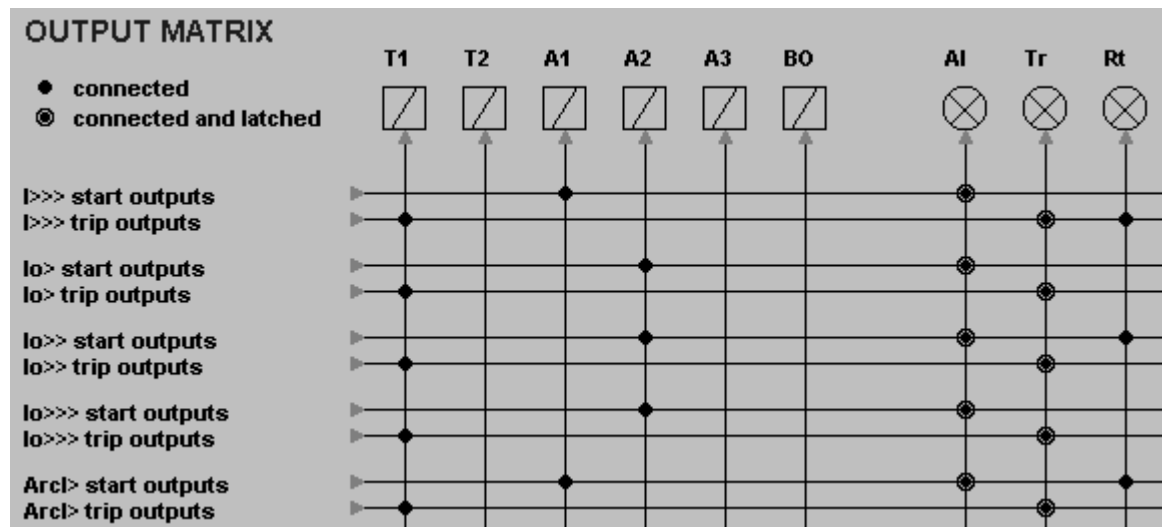 OUTPUT MATRIX
T1 T2 A1 A2 A3 BO Al Tr Rt
connected
connected and latched
I>>> start outputs
I>>> trip outputs
Io> start outputs
Io> trip outputs
Io>> start outputs
Io>> trip outputs
Io>>> start outputs
Io>>> trip outputs
ArcI> start outputs
ArcI> trip outputs